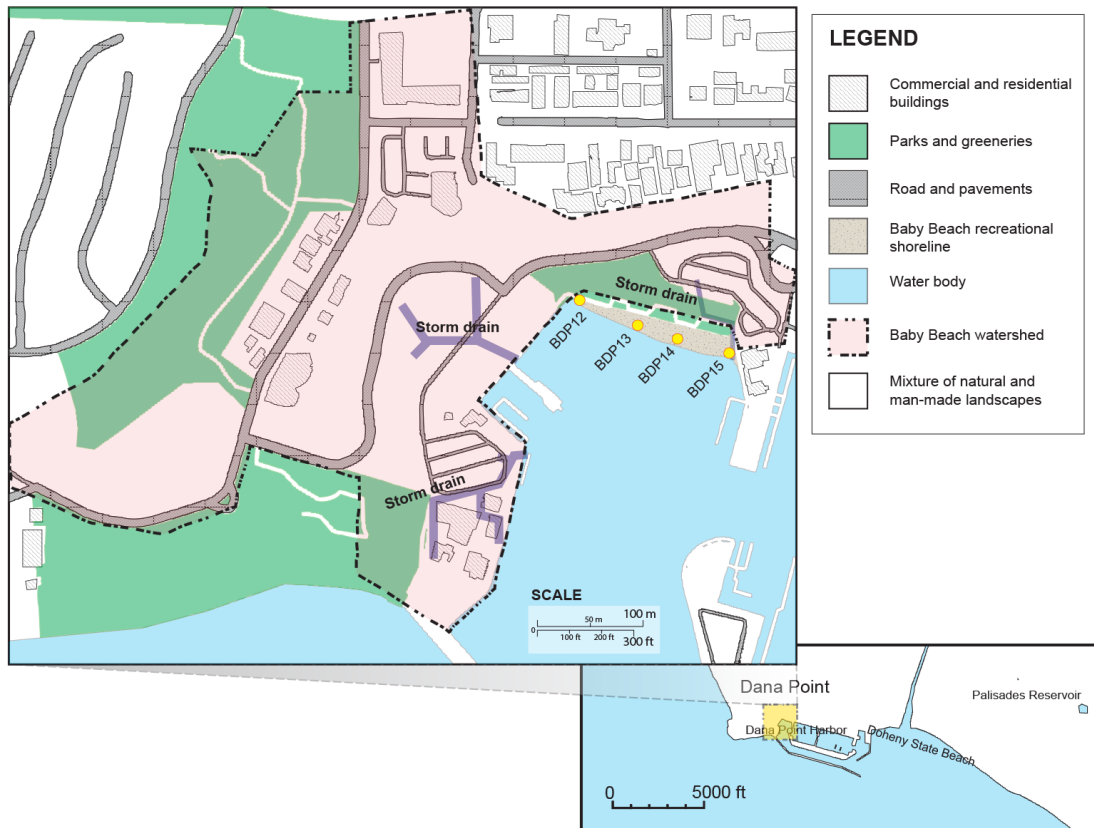 LEGEND
Commercial and residential
buildings
Parks and greeneries
Road and pavements
Baby Beach recreational
shoreline
Water body
Baby Beach watershed
Mixture of natural and
man-made landscapes
Storm drain
Storm drain
Storm drain
BDP12
BDP13
BDP14
BDP15
SCALE
50 m
100 m
0
100 ft
200 ft
300 ft
Dana Point
Palisades Reservoir
Dana Point Harbor
Doheny State Beach
0
5000 ft